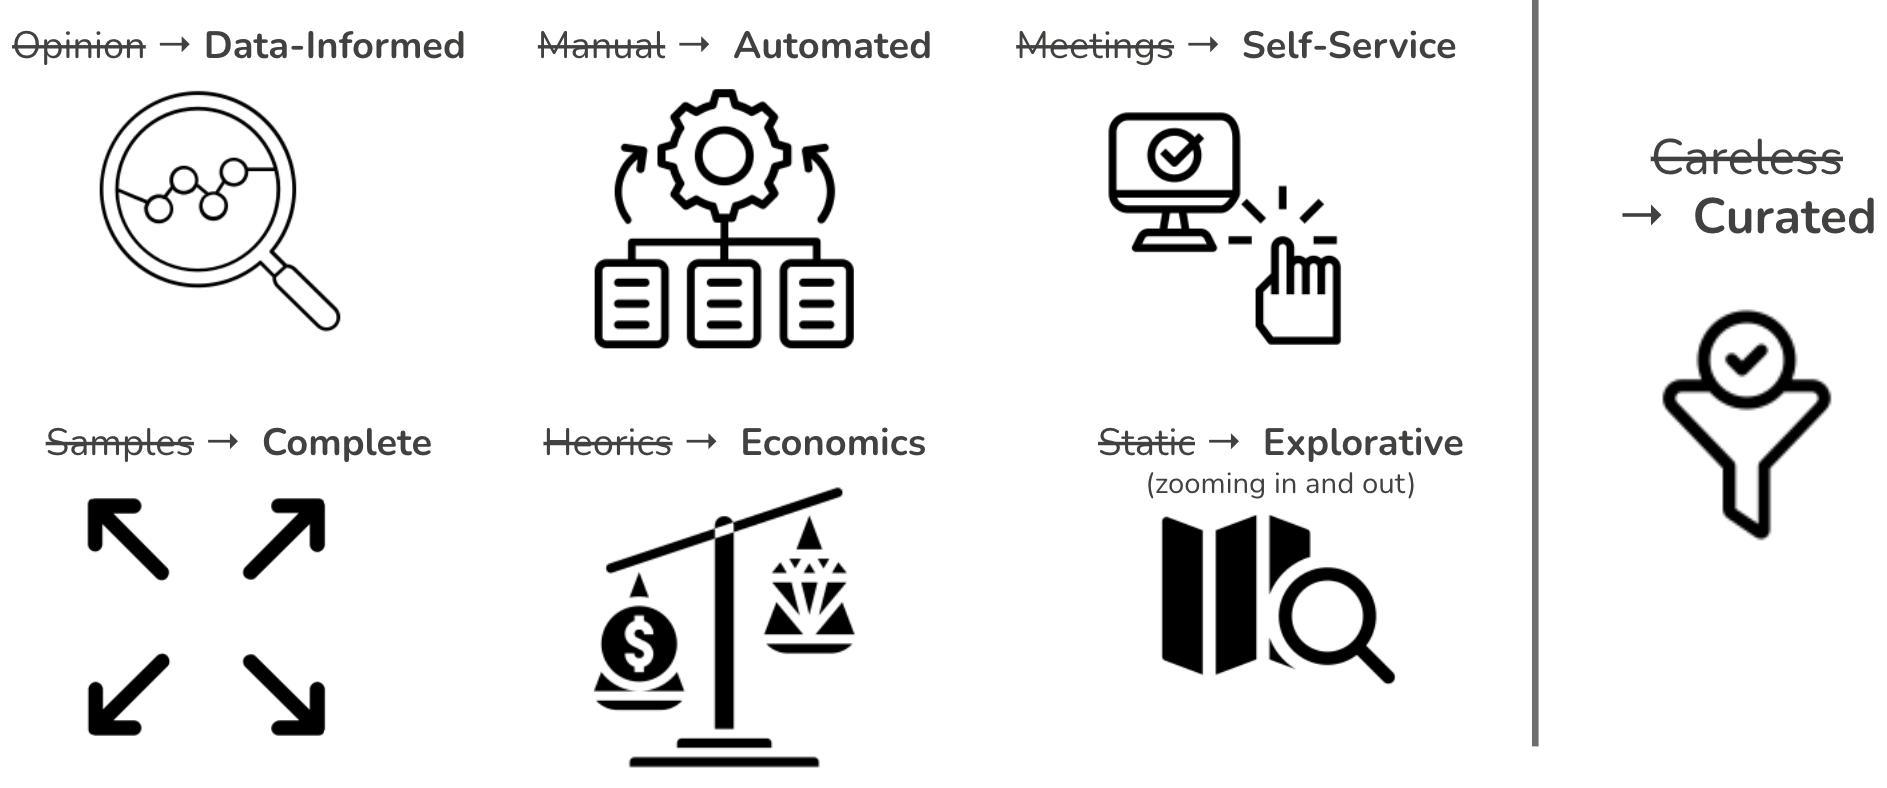 Opinion → Data-Informed
Manual → Automated
Meetings → Self-Service
Careless
→ Curated
Samples → Complete
Heorics → Economics
Static → Explorative
(zooming in and out)
$